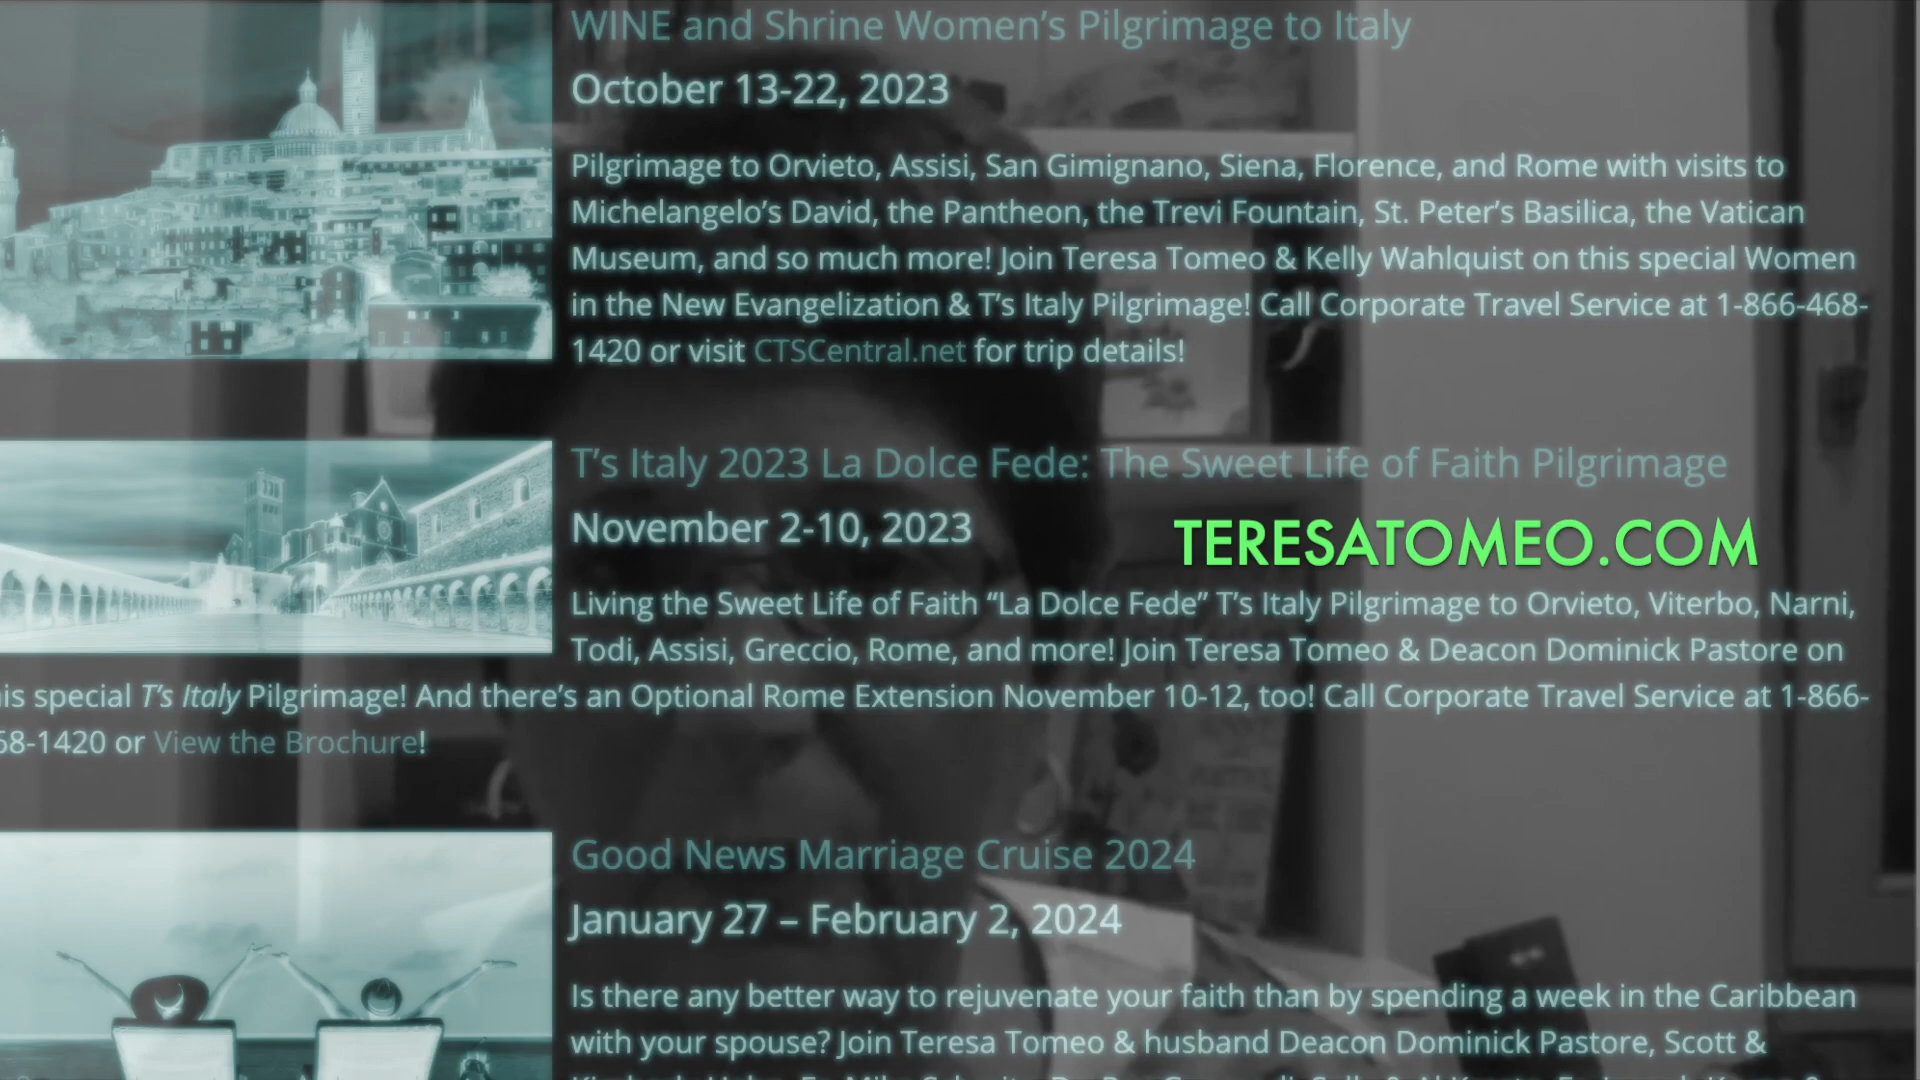 WINE and Shrine Women's Pilgrimage to Italy
October 13-22, 2023
Pilgrimage to Orvieto, Assisi, San Gimignano, Siena, Florence, and Rome with visits to
Michelangelo's David, the Pantheon, the Trevi Fountain, St. Peter's Basilica, the Vatican
Museum, and so much more! Join Teresa Tomeo & Kelly Wahlquist on this special Women
in the New Evangelization & T's Italy Pilgrimage! Call Corporate Travel Service at 1-866-468-
1420 or visit CTSCentral.net for trip details!
T's Italy 2023 La Dolce Fede: The Sweet Life of Faith Pilgrimage
November 2-10, 2023
TERESATOMEO.COM
Living the Sweet Life of Faith “La Dolce Fede” T's Italy Pilgrimage to Orvieto, Viterbo, Narni,
Todi, Assisi, Greccio, Rome, and more! Join Teresa Tomeo & Deacon Dominick Pastore on
is special T's Italy Pilgrimage! And there's an Optional Rome Extension November 10-12, too! Call Corporate Travel Service at 1-866-
68-1420 or View the Brochure!
Good News Marriage Cruise 2024
January 27 – February 2, 2024
Is there any better way to rejuvenate your faith than by spending a week in the Caribbean
with your spouse? Join Teresa Tomeo & husband Deacon Dominick Pastore, Scott &